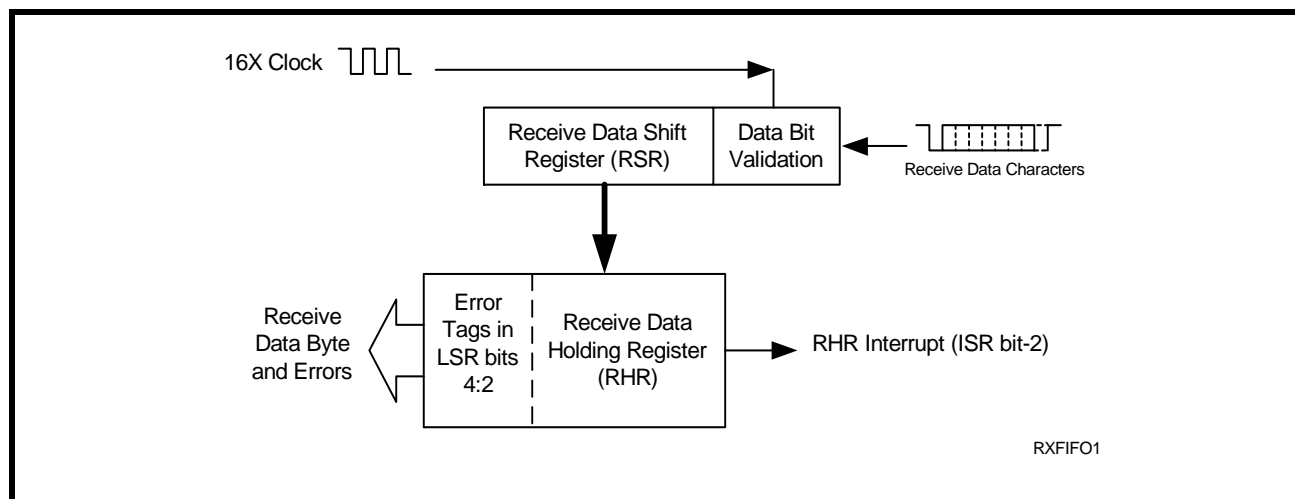 16X Clock
Receive Data Shift
Register (RSR)
Data Bit
Validation
Receive Data Characters
Receive
Data Byte
and Errors
Error
Tags in
LSR bits
4:2
Receive Data
Holding Register
(RHR)
RHR Interrupt (ISR bit-2)
RXFIFO1